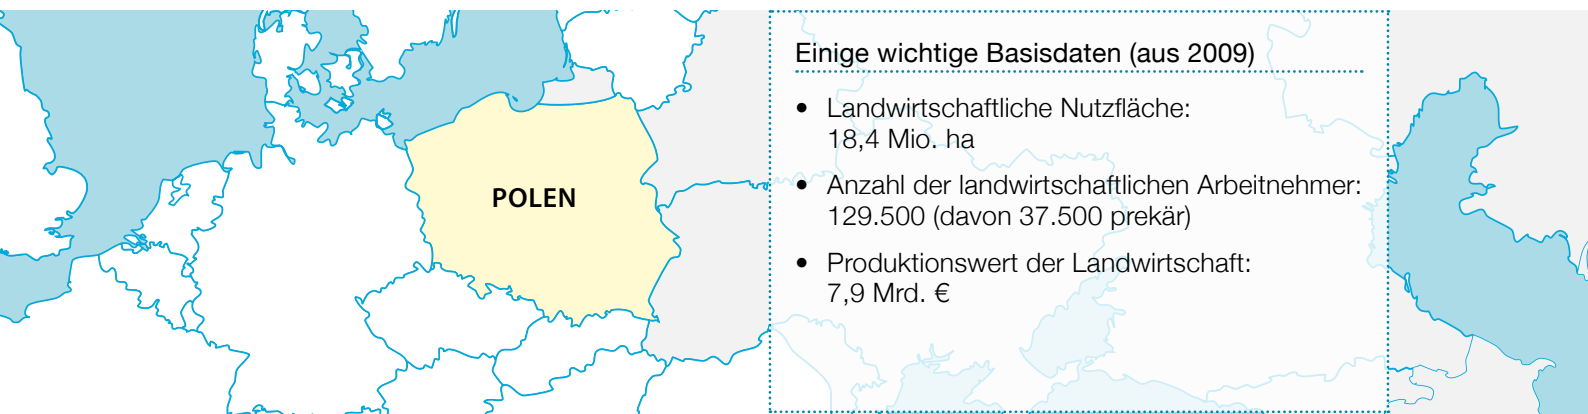 POLEN
Einige wichtige Basisdaten (aus 2009)
• Landwirtschaftliche Nutzfläche:
18,4 Mio. ha
• Anzahl der landwirtschaftlichen Arbeitnehmer:
129.500 (davon 37.500 prekär)
• Produktionswert der Landwirtschaft:
7,9 Mrd. €